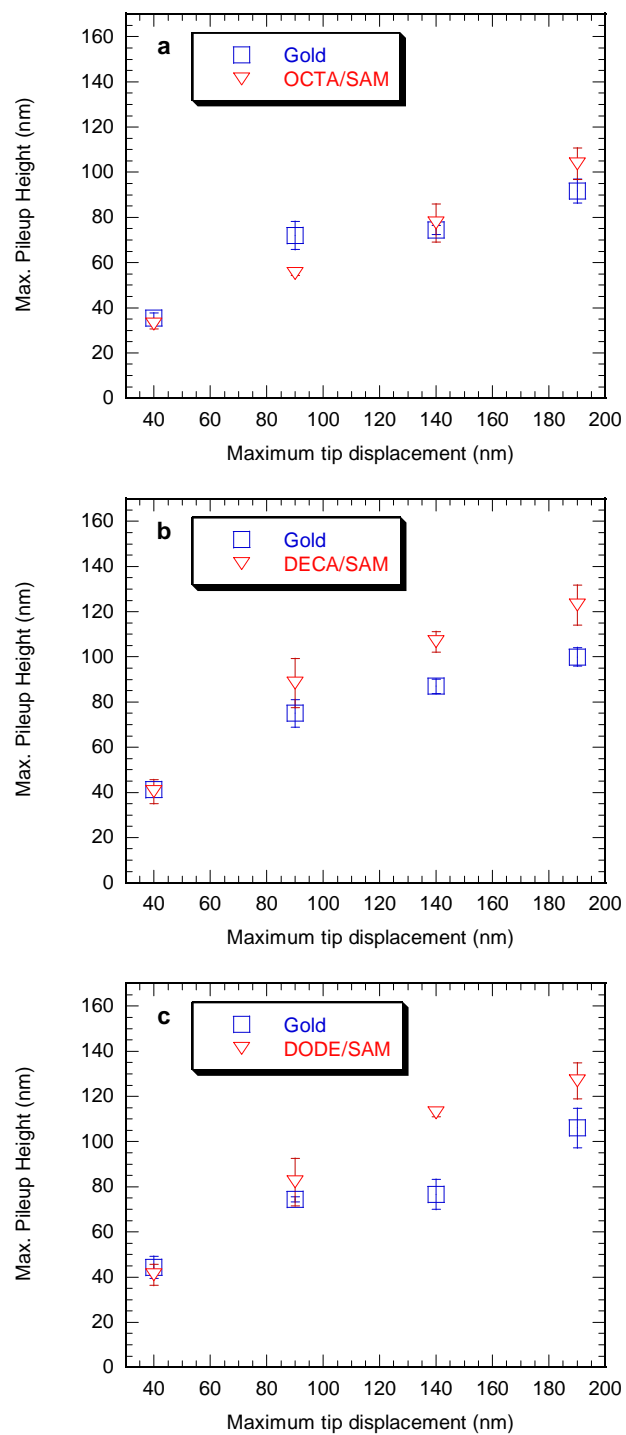 a
Gold
OCTA/SAM
Max. Pileup Height (nm)
160
140
120
100
80
60
40
20
0
40 60 80 100 120 140 160 180 200
Maximum tip displacement (nm)
b
Gold
DECA/SAM
Max. Pileup Height (nm)
160
140
120
100
80
60
40
20
0
40 60 80 100 120 140 160 180 200
Maximum tip displacement (nm)
c
Gold
DODE/SAM
Max. Pileup Height (nm)
160
140
120
100
80
60
40
20
0
40 60 80 100 120 140 160 180 200
Maximum tip displacement (nm)